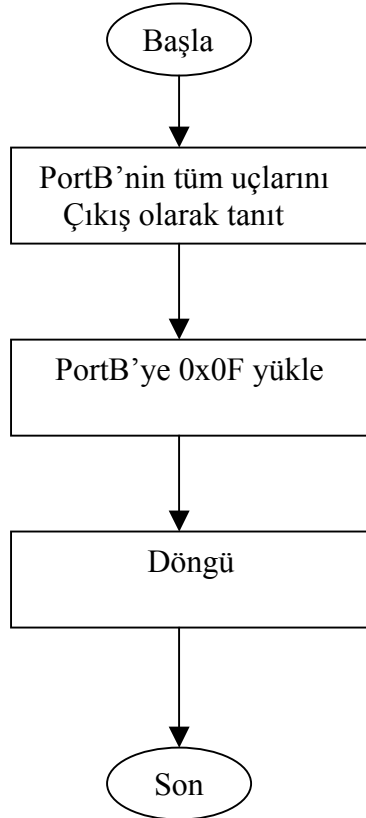 Başla
PortB’nin tüm uçlarını
Çıkış olarak tanıt
PortB’ye 0x0F yükle
Döngü
Son